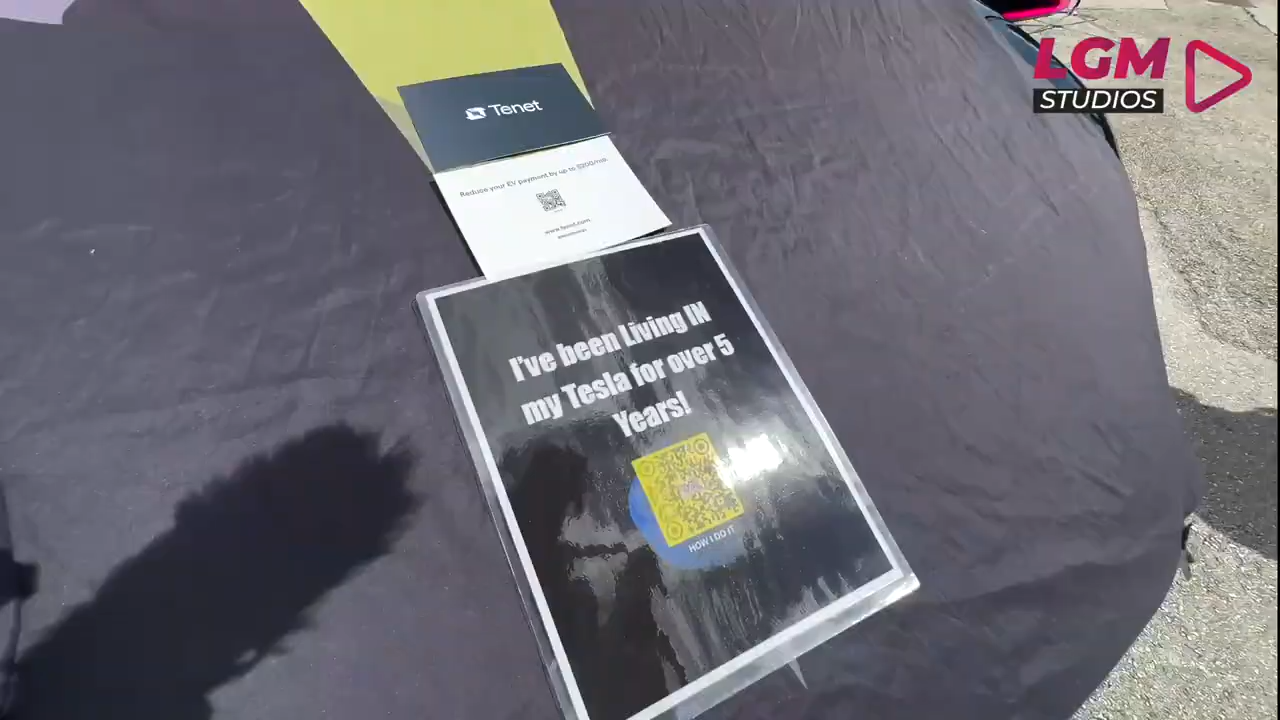 LGM
STUDIOS
Tenet
Reduce your EV payment by up to $200/mo.
www.tenet.com
I've been Living IN
my Tesla for over 5
Years!
HOW I DO IT